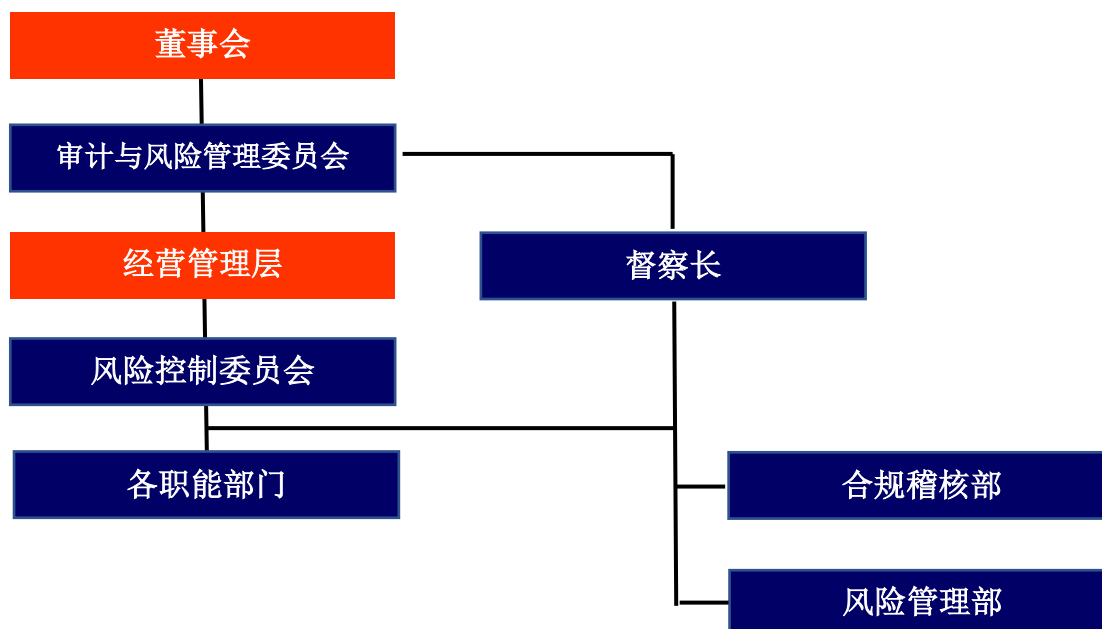 董事会
审计与风险管理委员会
经营管理层
督察长
风险控制委员会
各职能部门
合规稽核部
风险管理部